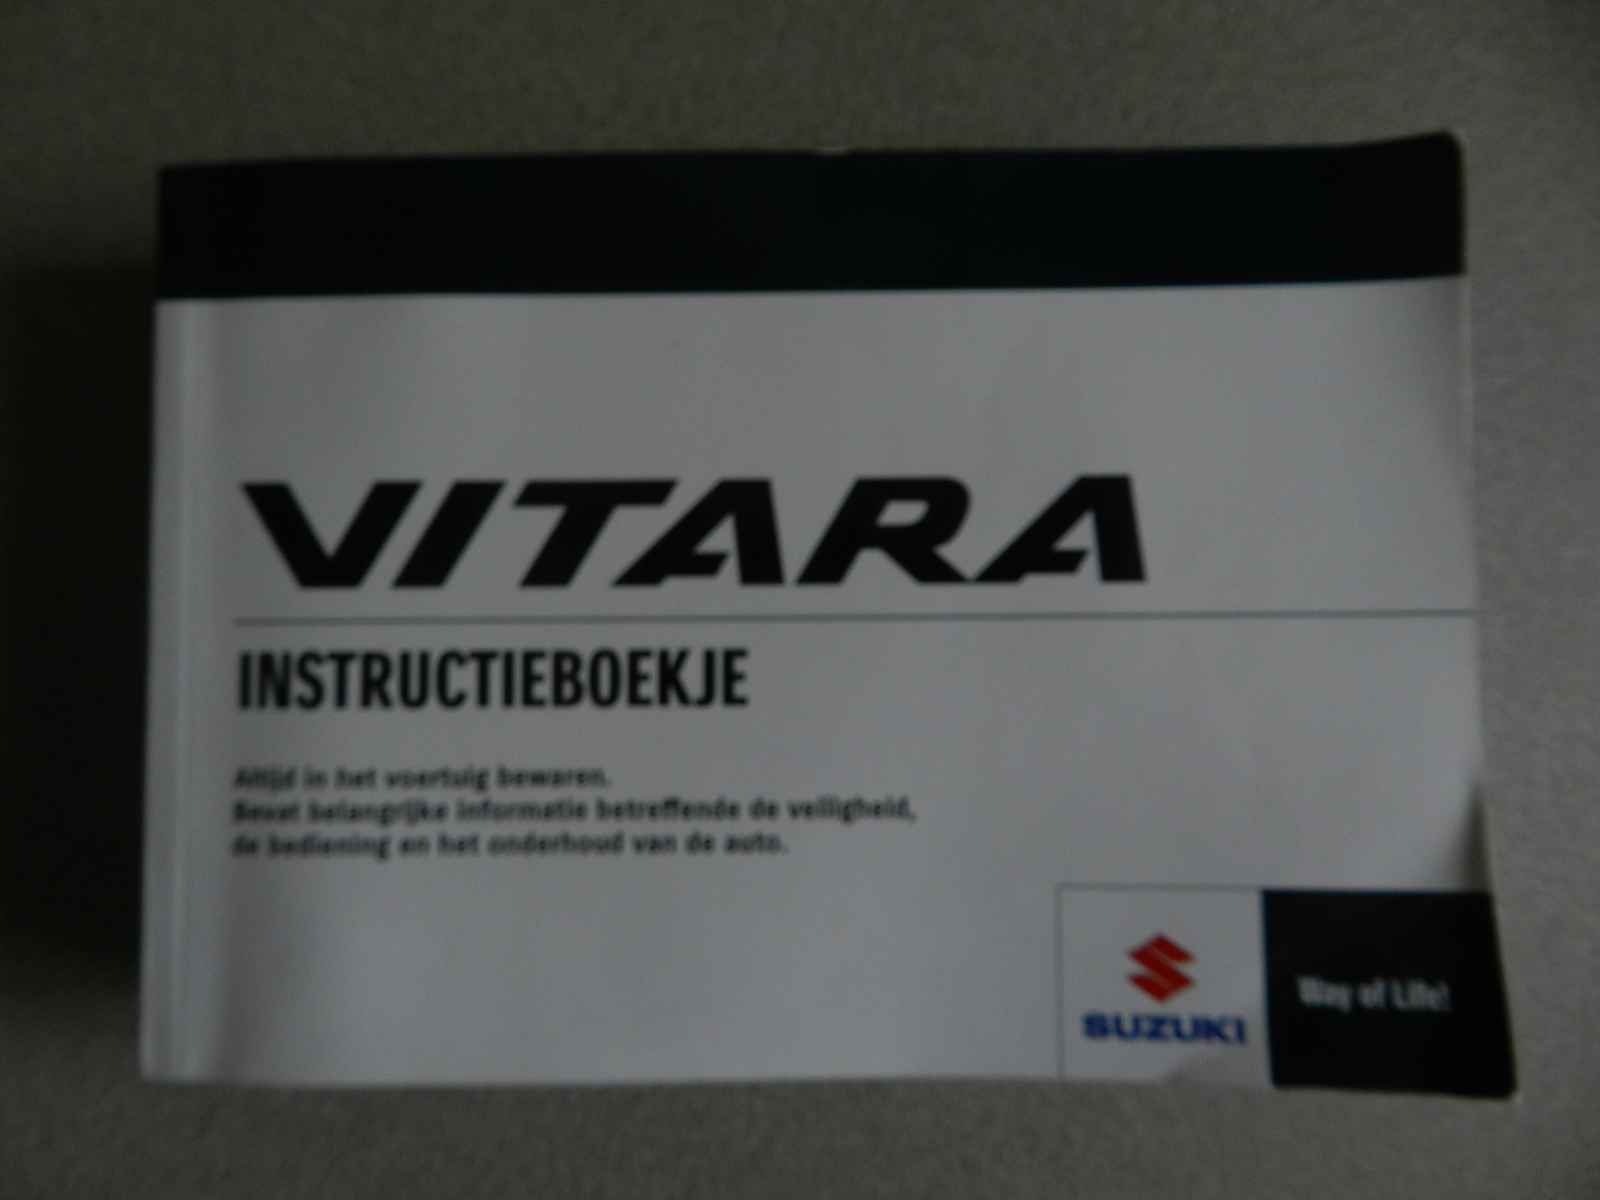 VITARA
INSTRUCTIEBOEKJE
Altijd in het voertuig bewaren.
Bevat belangrijke informatie betreffende de veiligheid,
de bediening en het onderhoud van de auto.
SUZUKI
Way of Life!